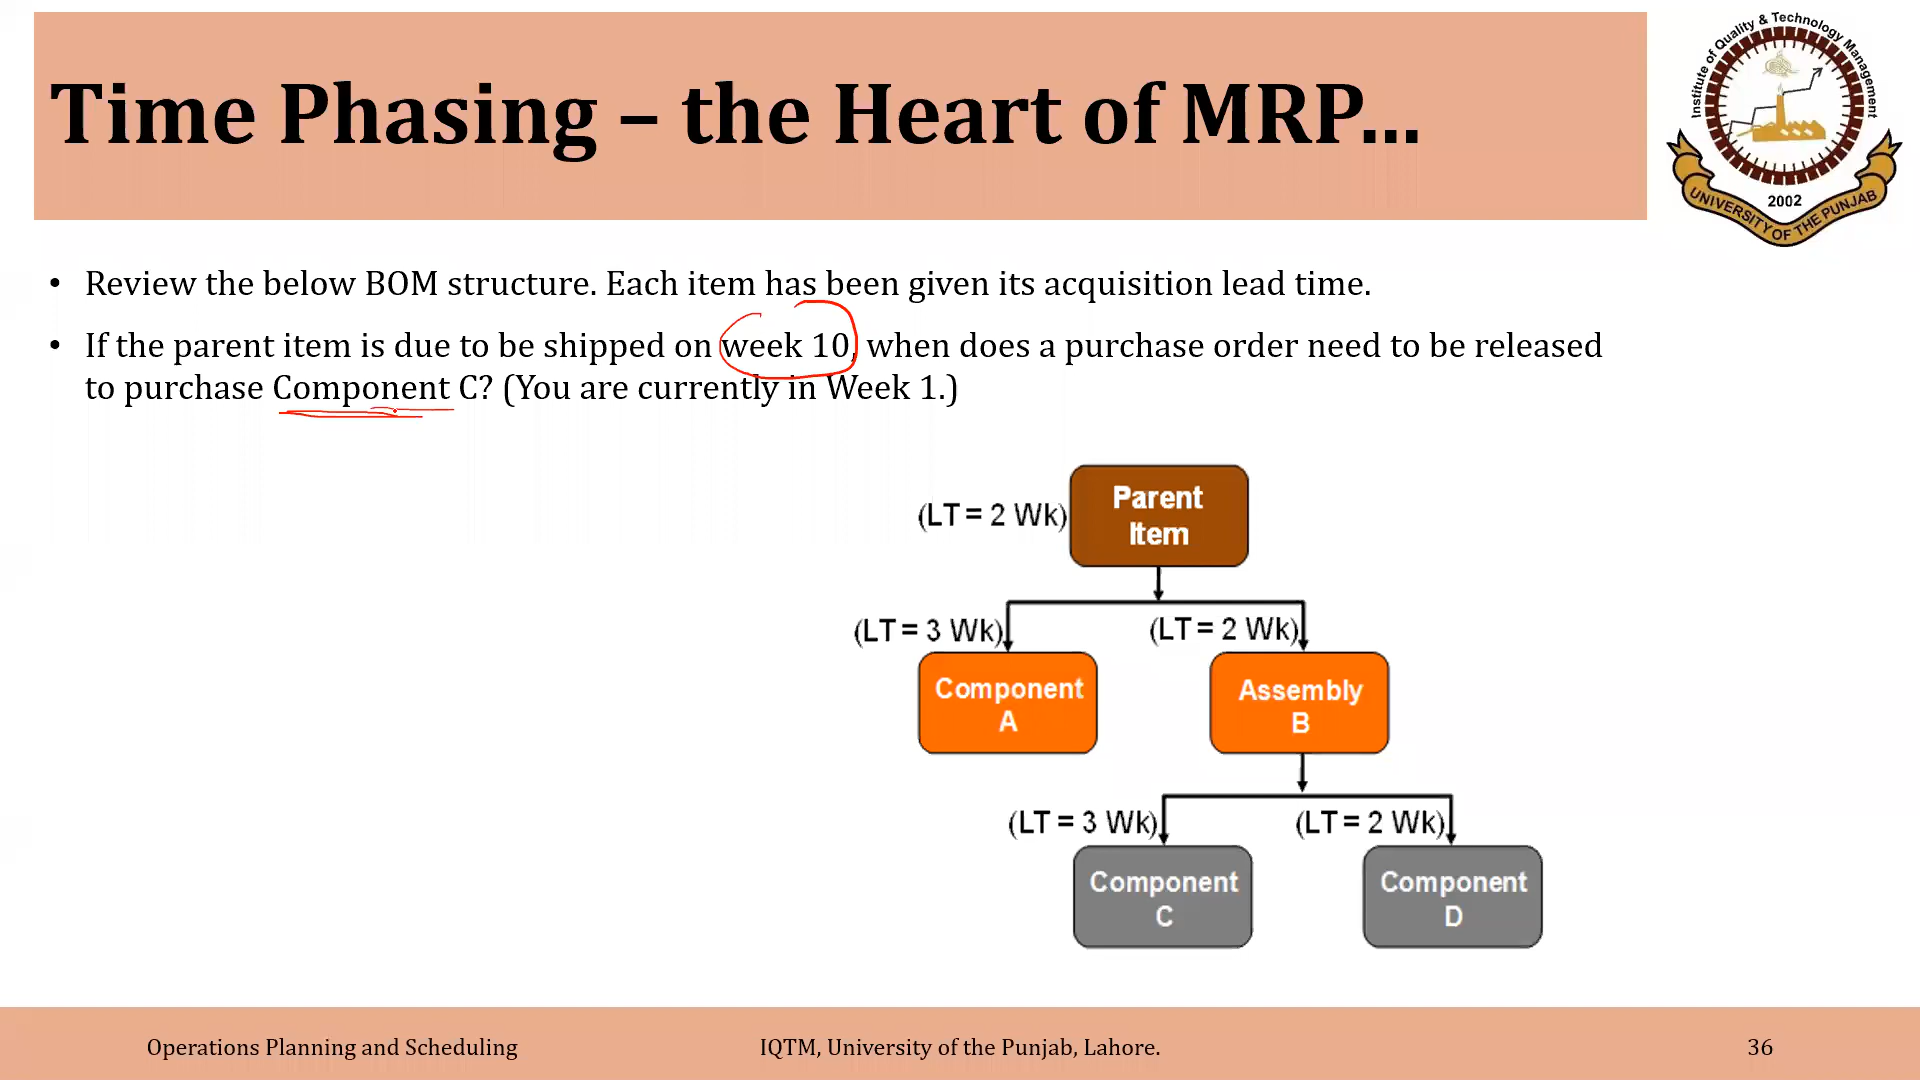 Time Phasing – the Heart of MRP...
Institute of Quality & Technology Management
2002
UNIVERSITY OF THE PUNJAB
• Review the below BOM structure. Each item has been given its acquisition lead time.
• If the parent item is due to be shipped on week 10, when does a purchase order need to be released
to purchase Component C? (You are currently in Week 1.)
(LT = 2 Wk)
Parent
Item
(LT = 3 Wk)
(LT = 2 Wk)
Component
A
Assembly
B
(LT = 3 Wk)
(LT = 2 Wk)
Component
C
Component
D
Operations Planning and Scheduling
IQTM, University of the Punjab, Lahore.
36